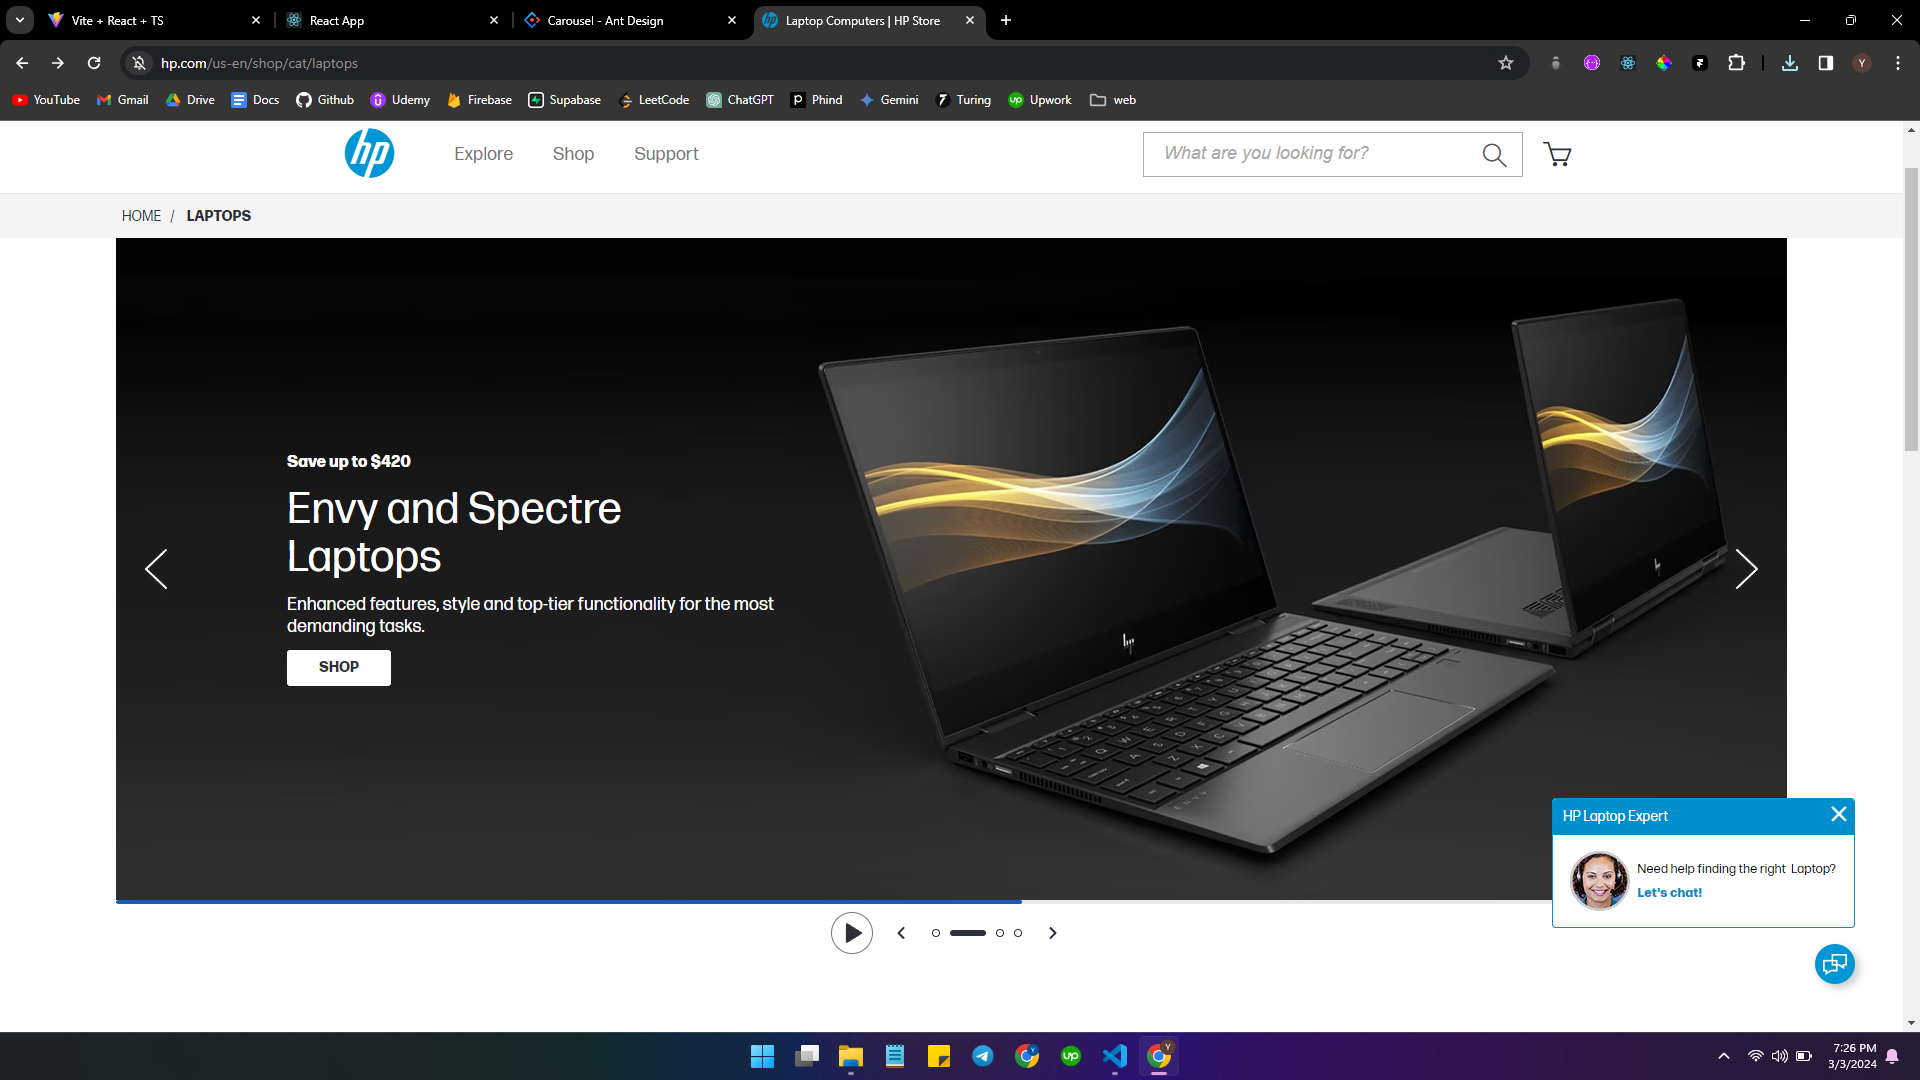 Vite + React + TS
React App
Carousel - Ant Design
Laptop Computers | HP Store
hp.com/us-en/shop/cat/laptops
Y
YouTube
Gmail
Drive
Docs
Github
Udemy
Firebase
Supabase
LeetCode
ChatGPT
Phind
Gemini
Turing
Upwork
web
hp
Explore
Shop
Support
What are you looking for?
HOME / LAPTOPS
Save up to $420
Envy and Spectre
Laptops
Enhanced features, style and top-tier functionality for the most
demanding tasks.
SHOP
ENVY
HP Laptop Expert
Need help finding the right Laptop?
Let's chat!
7:26 PM
3/3/2024